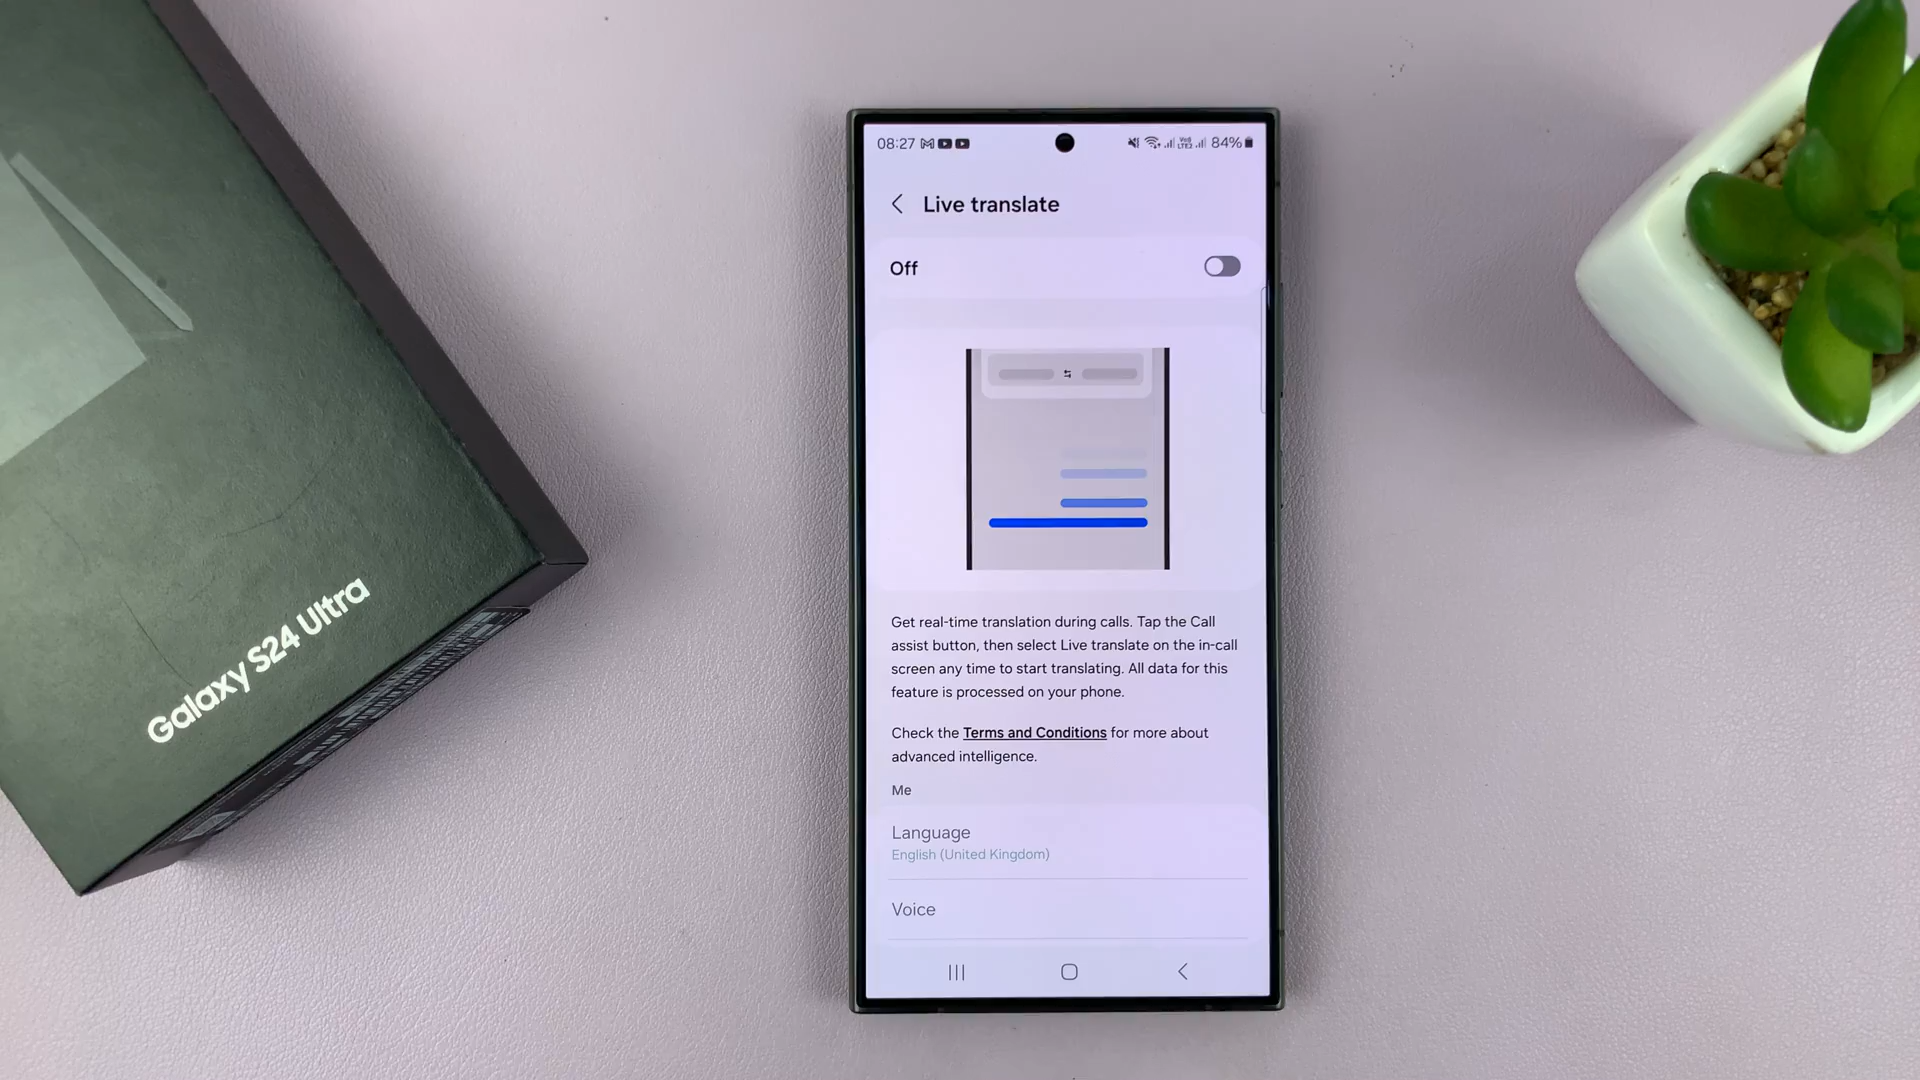 Galaxy S24 Ultra
08:27
84%
Live translate
Off
Get real-time translation during calls. Tap the Call
assist button, then select Live translate on the in-call
screen any time to start translating. All data for this
feature is processed on your phone.
Check the Terms and Conditions for more about
advanced intelligence.
Me
Language
English (United Kingdom)
Voice